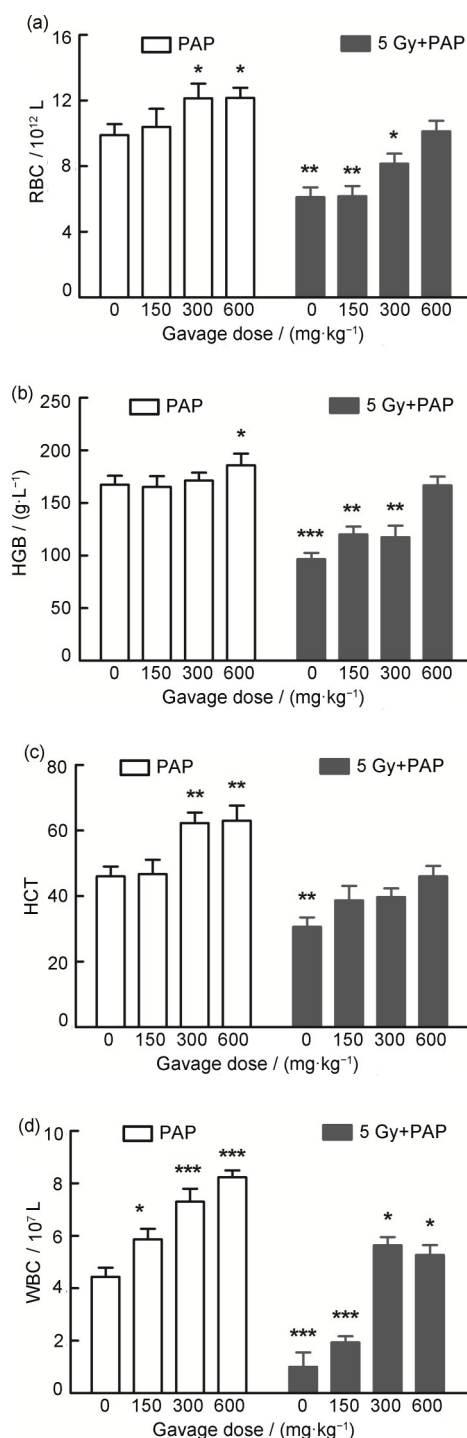 (a)
PAP
5 Gy+PAP
16
12
8
4
0
RBC / 10¹² L
* *
** ** *
0 150 300 600 0 150 300 600
Gavage dose / (mg·kg⁻¹)
(b)
PAP
5 Gy+PAP
250
200
150
100
50
0
HGB / (g·L⁻¹)
*
*** ** **
0 150 300 600 0 150 300 600
Gavage dose / (mg·kg⁻¹)
(c)
PAP
5 Gy+PAP
80
60
40
20
0
HCT
** **
**
0 150 300 600 0 150 300 600
Gavage dose / (mg·kg⁻¹)
(d)
PAP
5 Gy+PAP
10
8
6
4
2
0
WBC / 10⁷ L
* *** ***
*** *** * *
0 150 300 600 0 150 300 600
Gavage dose / (mg·kg⁻¹)